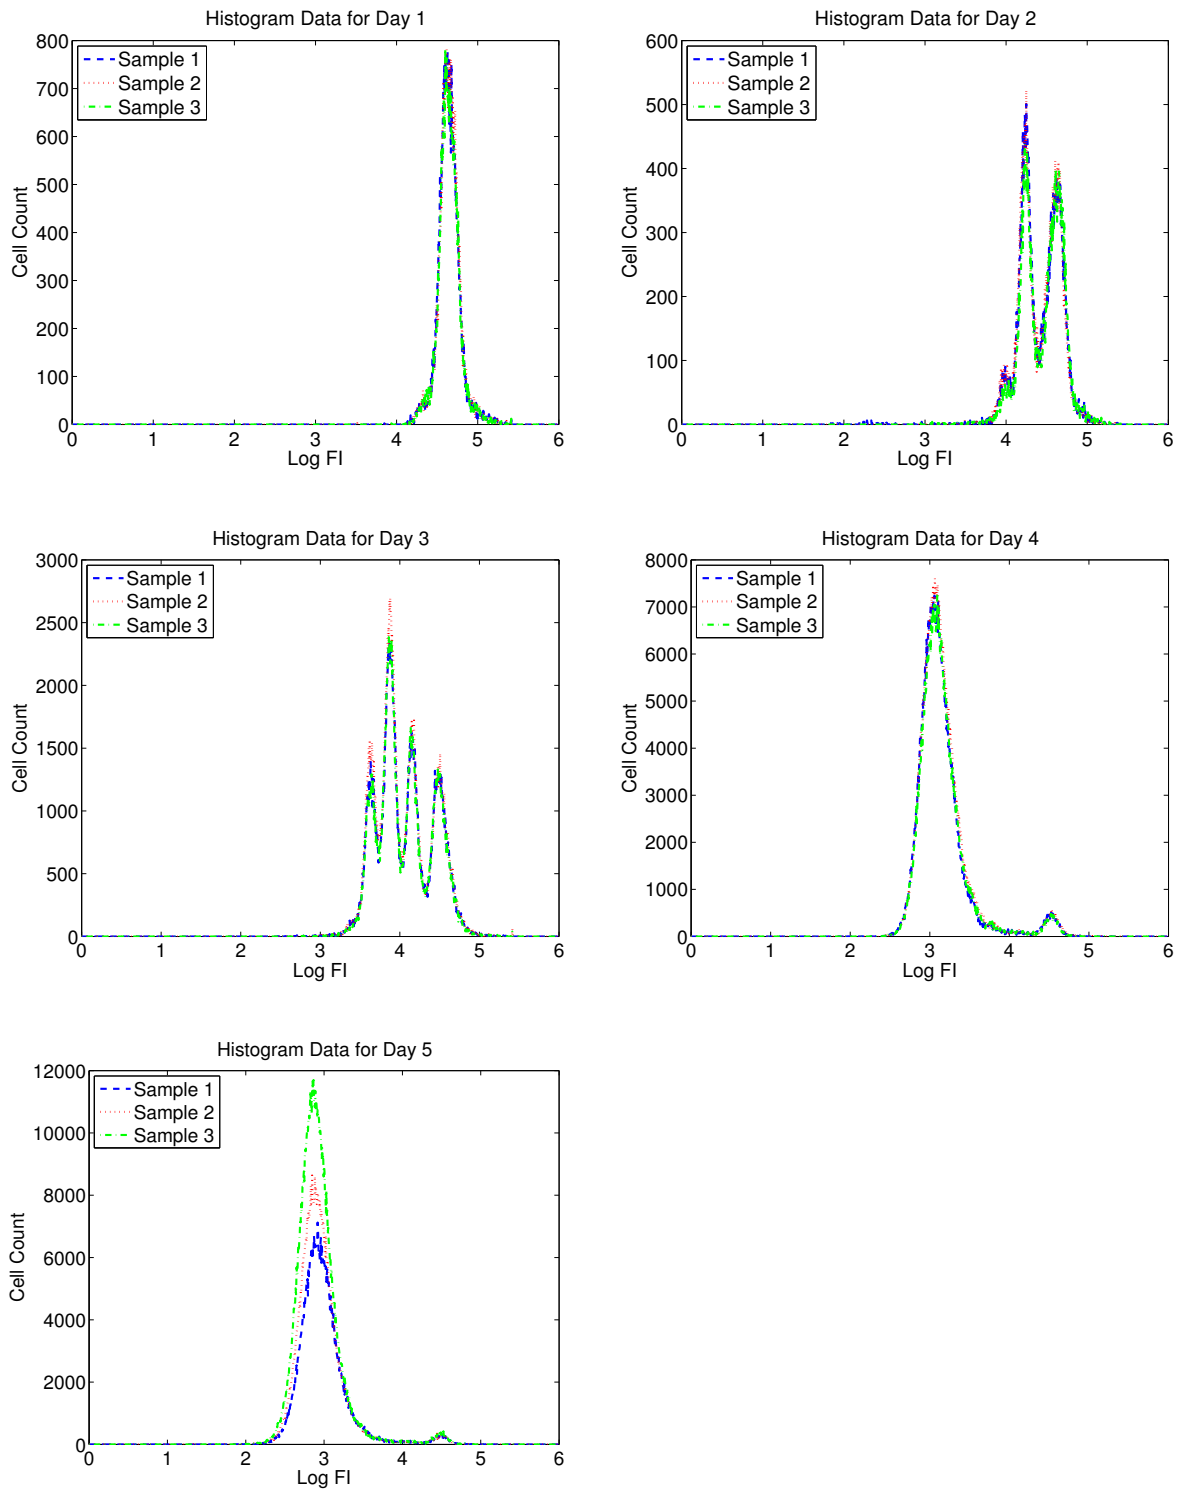 Histogram Data for Day 1
800
700
600
500
400
300
200
100
0
Cell Count
Sample 1
Sample 2
Sample 3
0 1 2 3 4 5 6
Log FI
Histogram Data for Day 2
600
500
400
300
200
100
0
Cell Count
Sample 1
Sample 2
Sample 3
0 1 2 3 4 5 6
Log FI
Histogram Data for Day 3
3000
2500
2000
1500
1000
500
0
Cell Count
Sample 1
Sample 2
Sample 3
0 1 2 3 4 5 6
Log FI
Histogram Data for Day 4
8000
7000
6000
5000
4000
3000
2000
1000
0
Cell Count
Sample 1
Sample 2
Sample 3
0 1 2 3 4 5 6
Log FI
Histogram Data for Day 5
12000
10000
8000
6000
4000
2000
0
Cell Count
Sample 1
Sample 2
Sample 3
0 1 2 3 4 5 6
Log FI